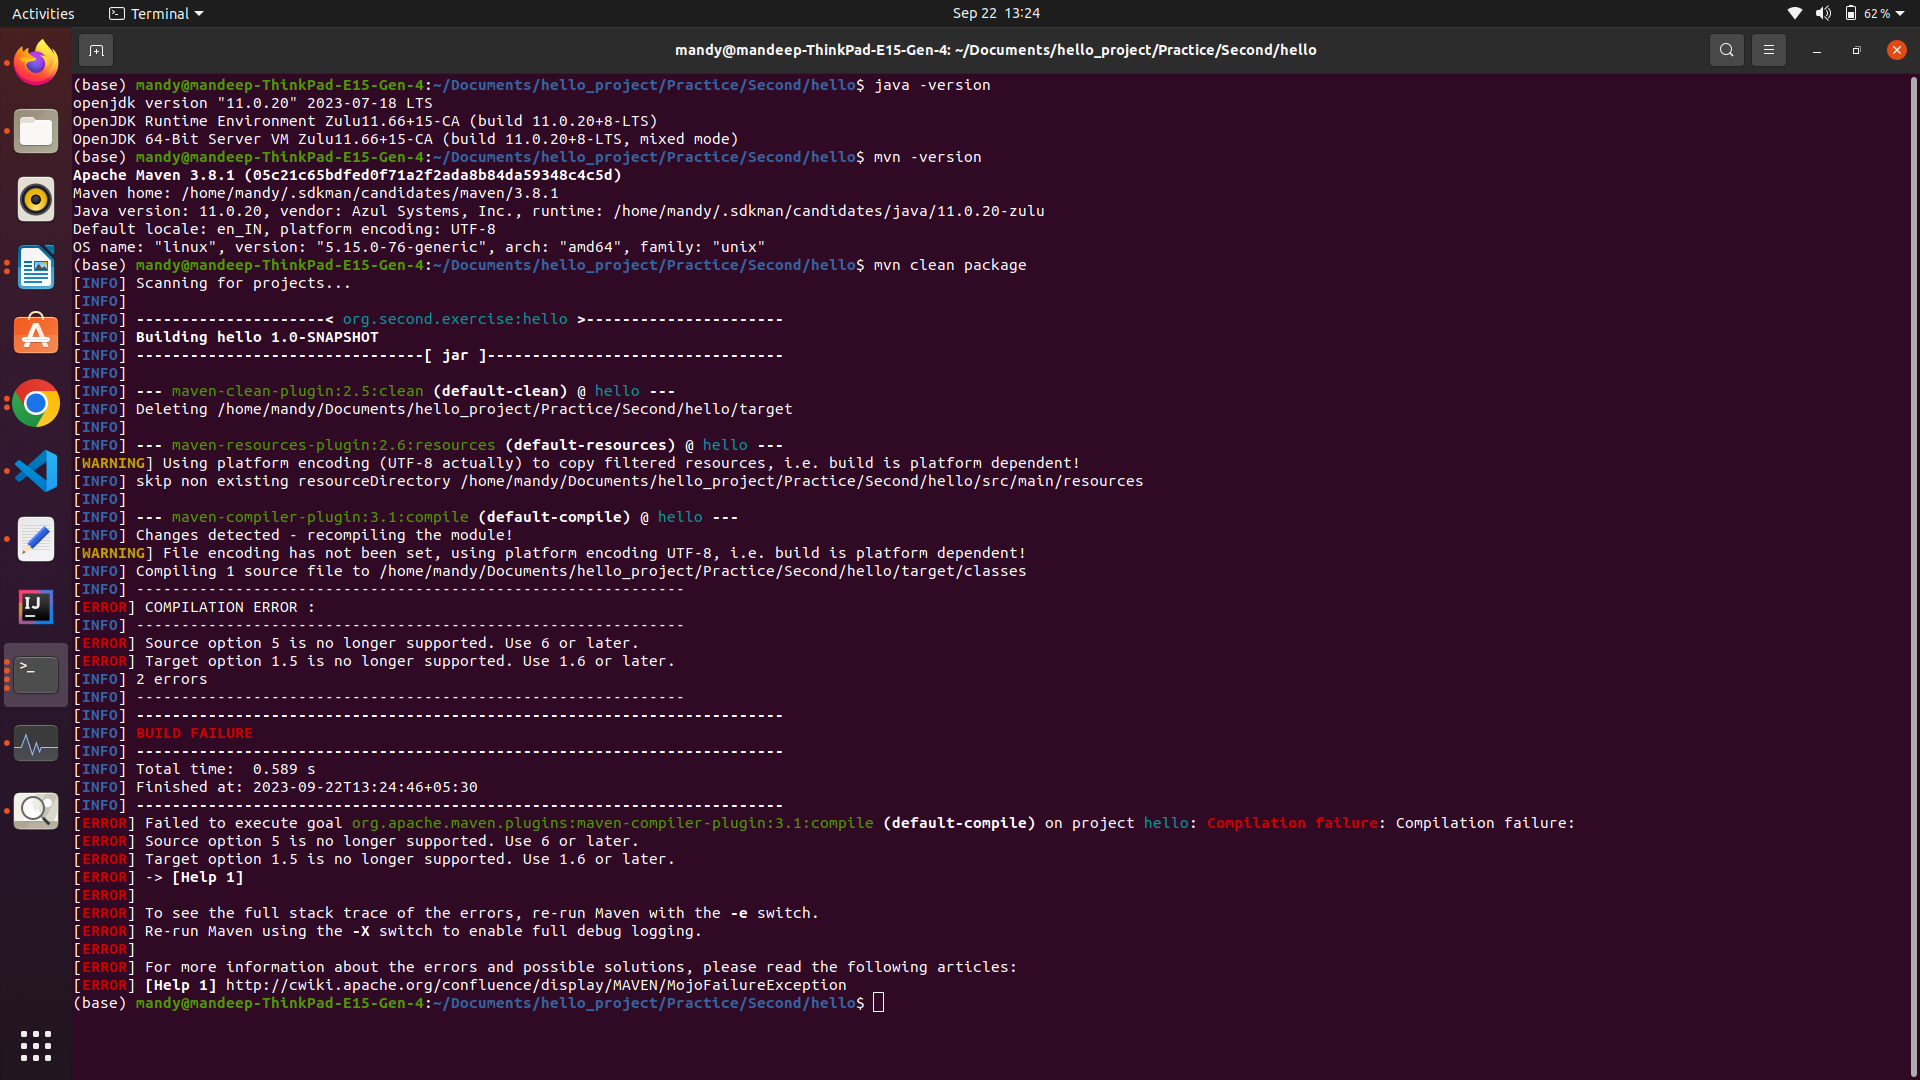 Activities
Terminal
Sep 22 13:24
62 %
mandy@mandeep-ThinkPad-E15-Gen-4: ~/Documents/hello_project/Practice/Second/hello
(base) mandy@mandeep-ThinkPad-E15-Gen-4:~/Documents/hello_project/Practice/Second/hello$ java -version
openjdk version "11.0.20" 2023-07-18 LTS
OpenJDK Runtime Environment Zulu11.66+15-CA (build 11.0.20+8-LTS)
OpenJDK 64-Bit Server VM Zulu11.66+15-CA (build 11.0.20+8-LTS, mixed mode)
(base) mandy@mandeep-ThinkPad-E15-Gen-4:~/Documents/hello_project/Practice/Second/hello$ mvn -version
Apache Maven 3.8.1 (05c21c65bdfed0f71a2f2ada8b84da59348c4c5d)
Maven home: /home/mandy/.sdkman/candidates/maven/3.8.1
Java version: 11.0.20, vendor: Azul Systems, Inc., runtime: /home/mandy/.sdkman/candidates/java/11.0.20-zulu
Default locale: en_IN, platform encoding: UTF-8
OS name: "linux", version: "5.15.0-76-generic", arch: "amd64", family: "unix"
(base) mandy@mandeep-ThinkPad-E15-Gen-4:~/Documents/hello_project/Practice/Second/hello$ mvn clean package
[INFO] Scanning for projects...
[INFO]
[INFO] ---------------------< org.second.exercise:hello >----------------------
[INFO] Building hello 1.0-SNAPSHOT
[INFO] --------------------------------[ jar ]---------------------------------
[INFO]
[INFO] --- maven-clean-plugin:2.5:clean (default-clean) @ hello ---
[INFO] Deleting /home/mandy/Documents/hello_project/Practice/Second/hello/target
[INFO]
[INFO] --- maven-resources-plugin:2.6:resources (default-resources) @ hello ---
[WARNING] Using platform encoding (UTF-8 actually) to copy filtered resources, i.e. build is platform dependent!
[INFO] skip non existing resourceDirectory /home/mandy/Documents/hello_project/Practice/Second/hello/src/main/resources
[INFO]
[INFO] --- maven-compiler-plugin:3.1:compile (default-compile) @ hello ---
[INFO] Changes detected - recompiling the module!
[WARNING] File encoding has not been set, using platform encoding UTF-8, i.e. build is platform dependent!
[INFO] Compiling 1 source file to /home/mandy/Documents/hello_project/Practice/Second/hello/target/classes
[INFO] -------------------------------------------------------------
[ERROR] COMPILATION ERROR :
[INFO] -------------------------------------------------------------
[ERROR] Source option 5 is no longer supported. Use 6 or later.
[ERROR] Target option 1.5 is no longer supported. Use 1.6 or later.
[INFO] 2 errors
[INFO] -------------------------------------------------------------
[INFO] ------------------------------------------------------------------------
[INFO] BUILD FAILURE
[INFO] ------------------------------------------------------------------------
[INFO] Total time:  0.589 s
[INFO] Finished at: 2023-09-22T13:24:46+05:30
[INFO] ------------------------------------------------------------------------
[ERROR] Failed to execute goal org.apache.maven.plugins:maven-compiler-plugin:3.1:compile (default-compile) on project hello: Compilation failure: Compilation failure:
[ERROR] Source option 5 is no longer supported. Use 6 or later.
[ERROR] Target option 1.5 is no longer supported. Use 1.6 or later.
[ERROR] -> [Help 1]
[ERROR]
[ERROR] To see the full stack trace of the errors, re-run Maven with the -e switch.
[ERROR] Re-run Maven using the -X switch to enable full debug logging.
[ERROR]
[ERROR] For more information about the errors and possible solutions, please read the following articles:
[ERROR] [Help 1] http://cwiki.apache.org/confluence/display/MAVEN/MojoFailureException
(base) mandy@mandeep-ThinkPad-E15-Gen-4:~/Documents/hello_project/Practice/Second/hello$